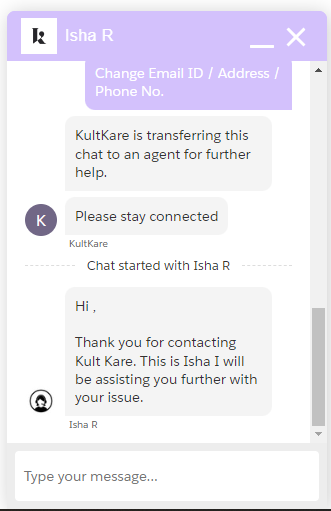 Isha R
Change Email ID / Address /
Phone No.
KultKare is transferring this
chat to an agent for further
help.
K
Please stay connected
KultKare
Chat started with Isha R
Hi ,
Thank you for contacting
Kult Kare. This is Isha I will
be assisting you further with
your issue.
Isha R
Type your message...